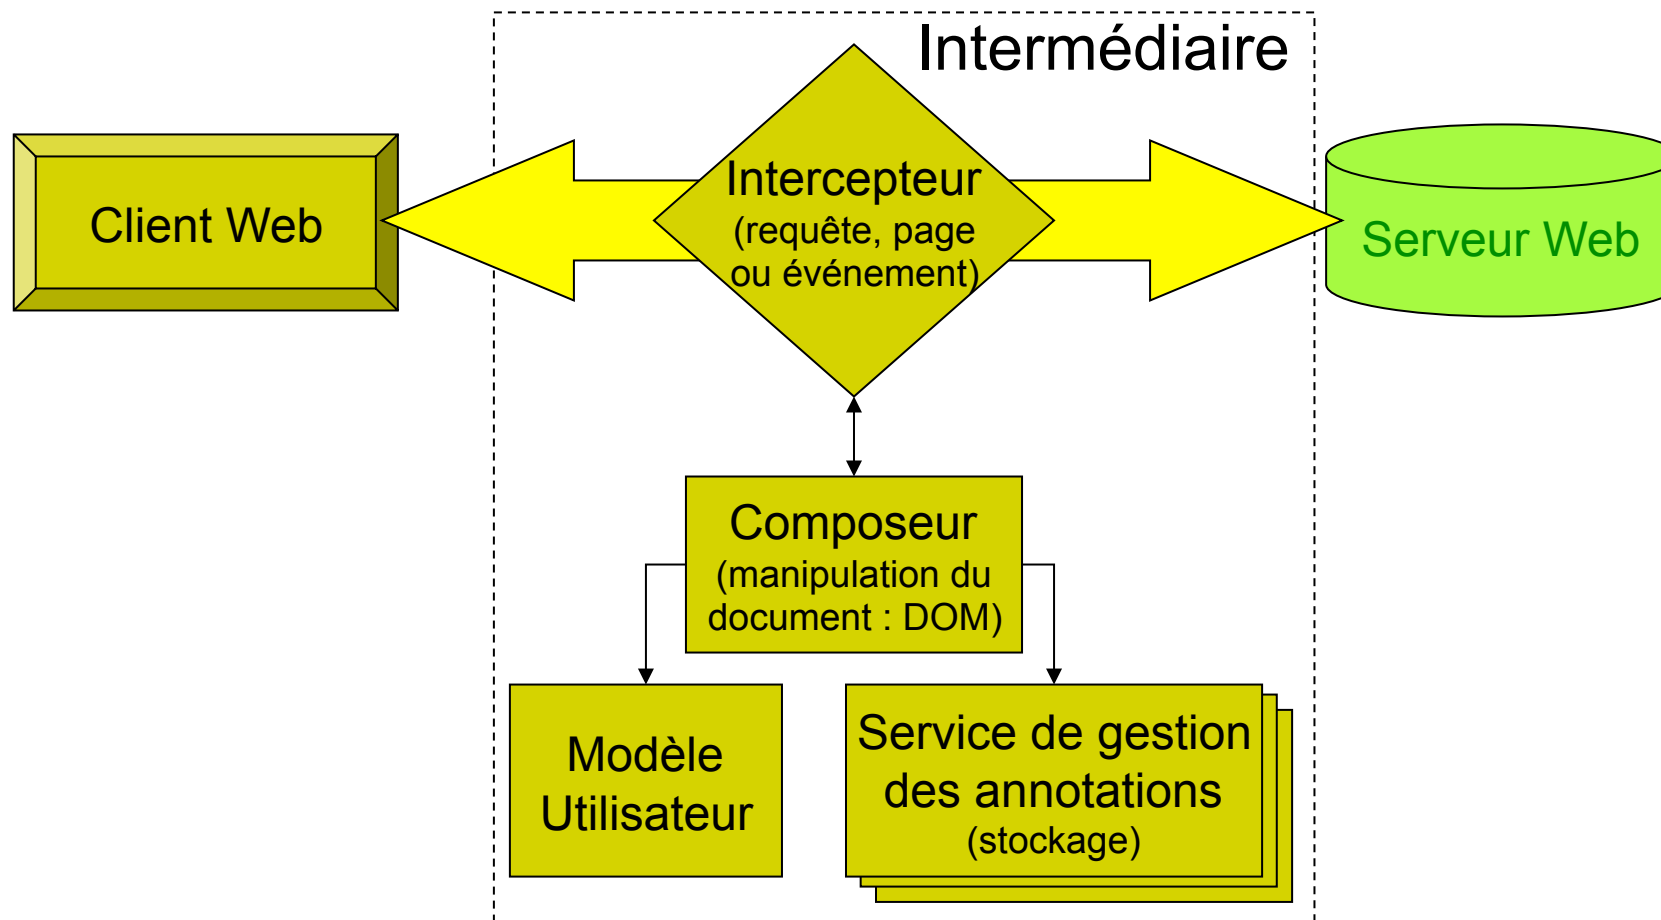 Intermédiaire
Client Web
Intercepteur
(requête, page
ou événement)
Serveur Web
Composeur
(manipulation du
document : DOM)
Modèle
Utilisateur
Service de gestion
des annotations
(stockage)